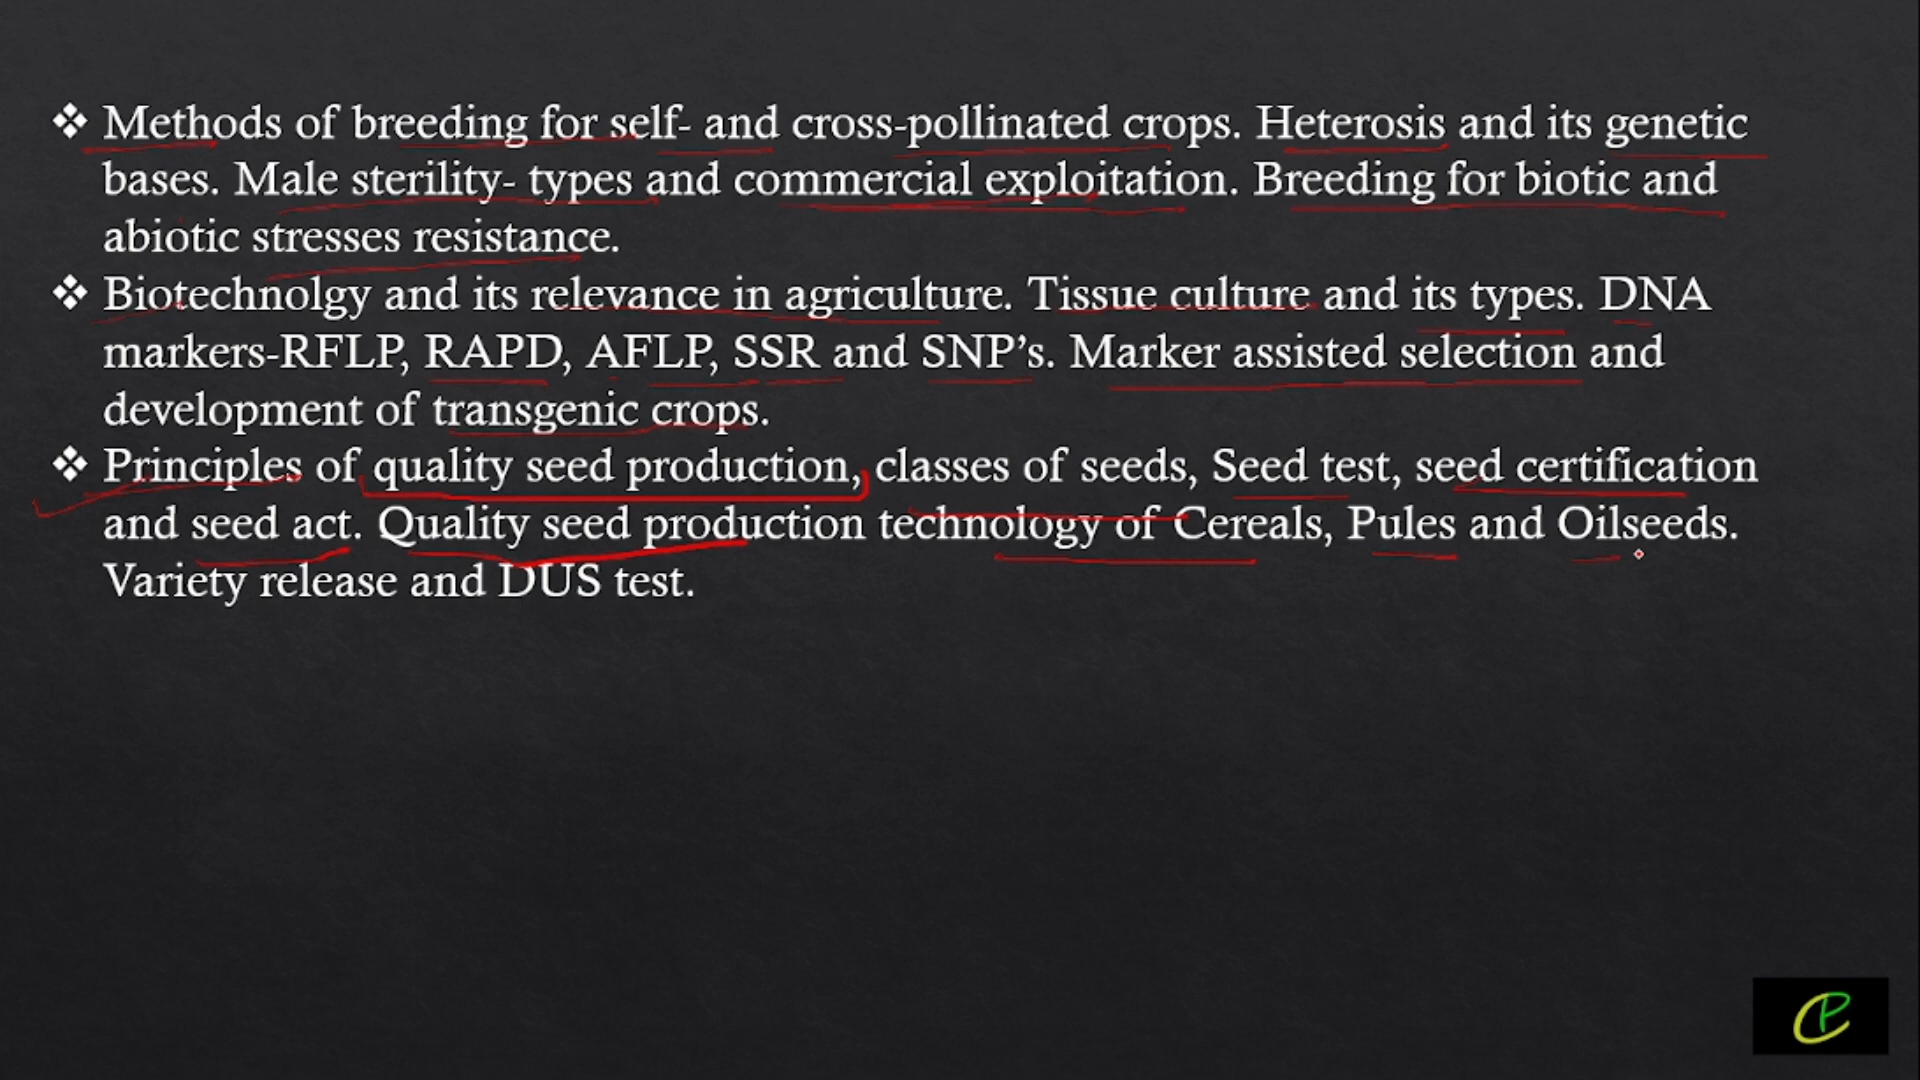 ❖ Methods of breeding for self- and cross-pollinated crops. Heterosis and its genetic
bases. Male sterility- types and commercial exploitation. Breeding for biotic and
abiotic stresses resistance.
❖ Biotechnolgy and its relevance in agriculture. Tissue culture and its types. DNA
markers-RFLP, RAPD, AFLP, SSR and SNP’s. Marker assisted selection and
development of transgenic crops.
❖ Principles of quality seed production, classes of seeds, Seed test, seed certification
and seed act. Quality seed production technology of Cereals, Pules and Oilseeds.
Variety release and DUS test.
CP